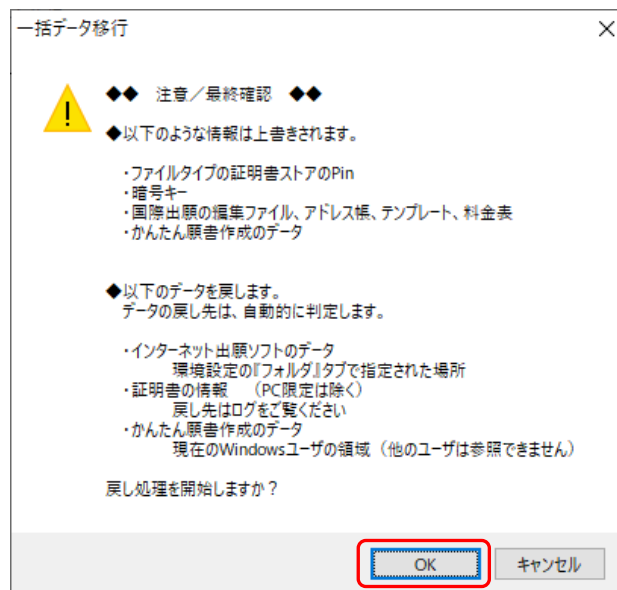 一括データ移行
◆◆ 注意／最終確認 ◆◆
◆以下のような情報は上書きされます。
・ファイルタイプの証明書ストアのPin
・暗号キー
・国際出願の編集ファイル、アドレス帳、テンプレート、料金表
・かんたん願書作成のデータ
◆以下のデータを戻します。
データの戻し先は、自動的に判定します。
・インターネット出願ソフトのデータ
環境設定の『フォルダ』タブで指定された場所
・証明書の情報 （PC限定は除く）
戻し先はログをご覧ください
・かんたん願書作成のデータ
現在のWindowsユーザの領域（他のユーザは参照できません）
戻し処理を開始しますか？
OK キャンセル